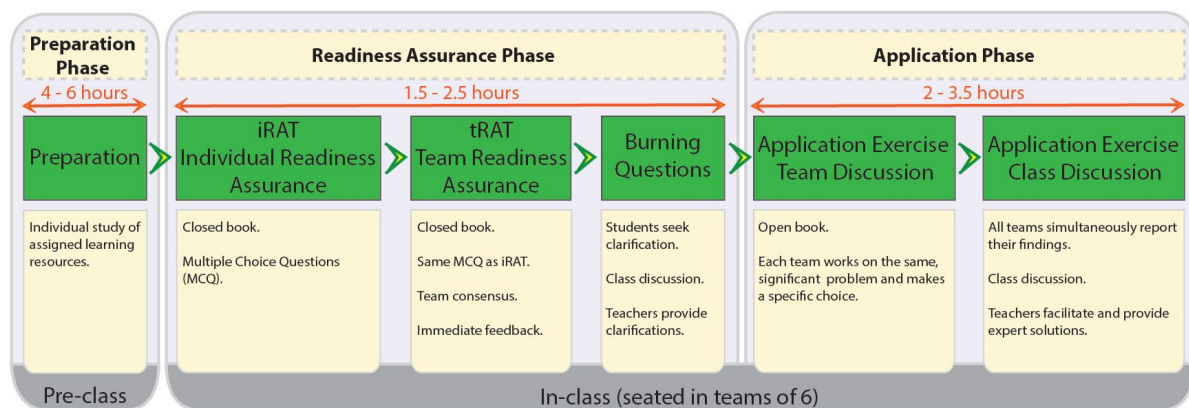 Preparation
Phase
4 - 6 hours
Preparation
Individual study of
assigned learning
resources.
Pre-class
Readiness Assurance Phase
1.5 - 2.5 hours
iRAT
Individual Readiness
Assurance
Closed book.
Multiple Choice Questions
(MCQ).
tRAT
Team Readiness
Assurance
Closed book.
Same MCQ as iRAT.
Team consensus.
Immediate feedback.
Burning
Questions
Students seek
clarification.
Class discussion.
Teachers provide
clarifications.
Application Phase
2 - 3.5 hours
Application Exercise
Team Discussion
Open book.
Each team works on the same,
significant problem and makes
a specific choice.
Application Exercise
Class Discussion
All teams simultaneously report
their findings.
Class discussion.
Teachers facilitate and provide
expert solutions.
In-class (seated in teams of 6)